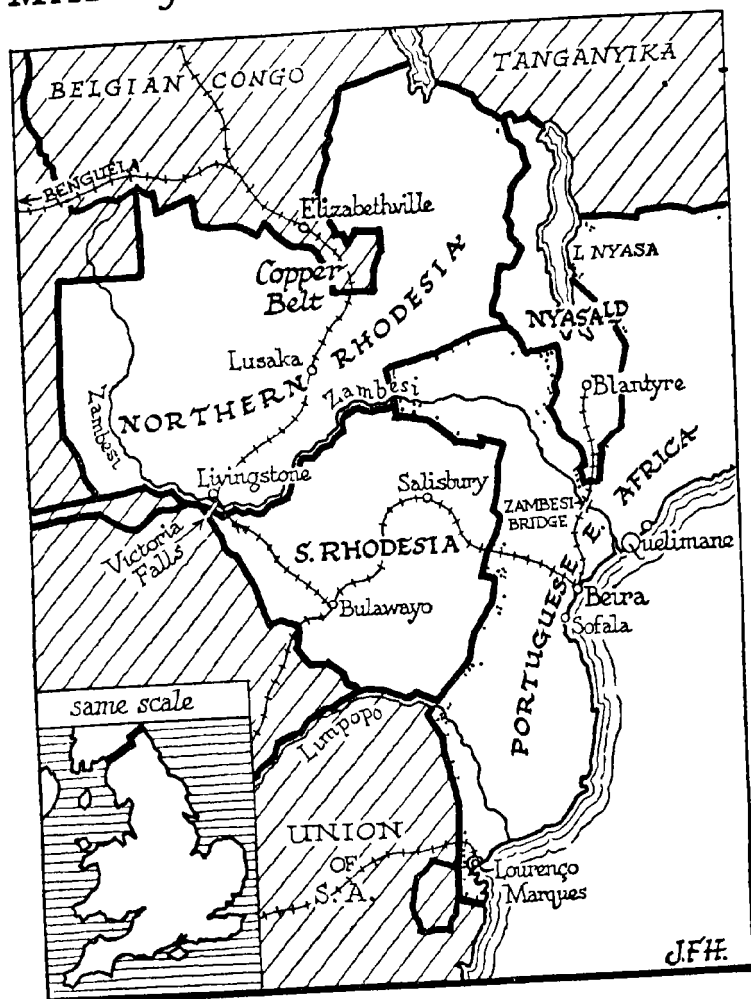 BELGIAN CONGO
TANGANYIKA
BENGUELA
Elizabethville
Copper
Belt
L NYASA
NYASALD
Lusaka
NORTHERN RHODESIA
Zambesi
Zambesi
Blantyre
Livingstone
Salisbury
ZAMBESI
BRIDGE
Victoria
Falls
S. RHODESIA
Quelimane
PORTUGUESE E AFRICA
Bulawayo
Beira
Sofala
same scale
Limpopo
UNION
OF
S.A.
Lourenço
Marques
J.F.H.